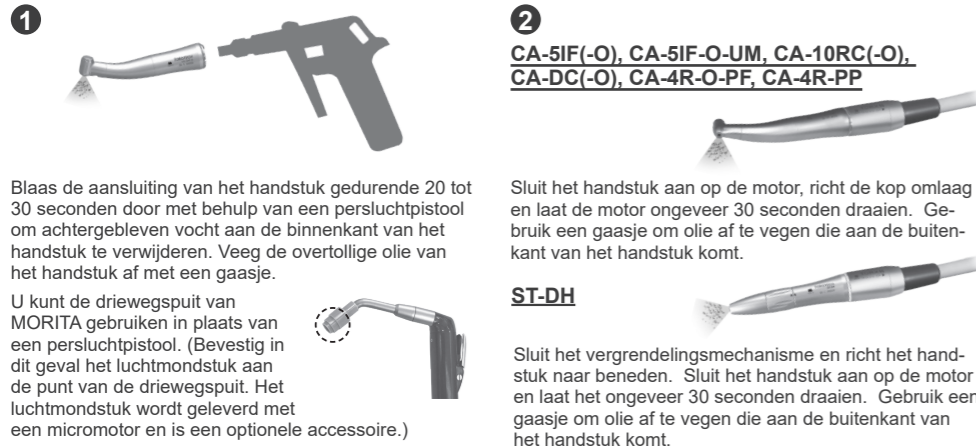 1
Blaas de aansluiting van het handstuk gedurende 20 tot
30 seconden door met behulp van een persluchtpistool
om achtergebleven vocht aan de binnenkant van het
handstuk te verwijderen. Veeg de overtollige olie van
het handstuk af met een gaasje.
U kunt de driewegspuit van
MORITA gebruiken in plaats van
een persluchtpistool. (Bevestig in
dit geval het luchtmondstuk aan
de punt van de driewegspuit. Het
luchtmondstuk wordt geleverd met
een micromotor en is een optionele accessoire.)
2
CA-5IF(-O), CA-5IF-O-UM, CA-10RC(-O),
CA-DC(-O), CA-4R-O-PF, CA-4R-PP
Sluit het handstuk aan op de motor, richt de kop omlaag
en laat de motor ongeveer 30 seconden draaien. Ge-
bruik een gaasje om olie af te vegen die aan de buiten-
kant van het handstuk komt.
ST-DH
Sluit het vergrendelingsmechanisme en richt het hand-
stuk naar beneden. Sluit het handstuk aan op de motor
en laat het ongeveer 30 seconden draaien. Gebruik een
gaasje om olie af te vegen die aan de buitenkant van
het handstuk komt.